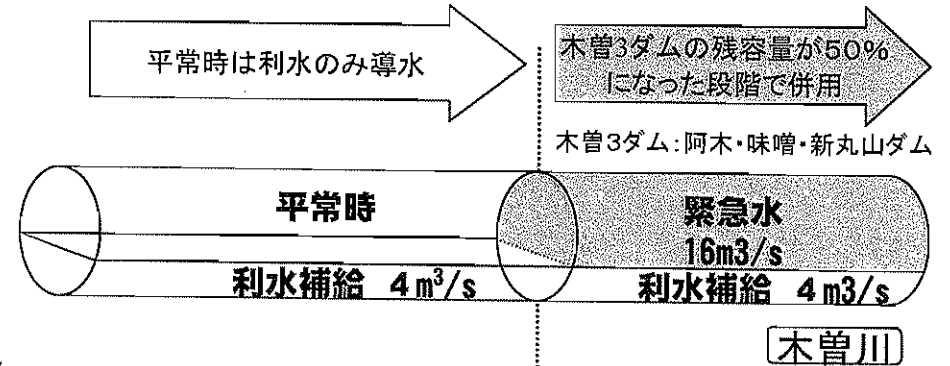 平常時は利水のみ導水
木曽3ダムの残容量が50%
になった段階で併用
木曽3ダム:阿木・味噌・新丸山ダム
平常時
緊急水
16m3/s
利水補給 4m³/s
利水補給 4m3/s
木曽川